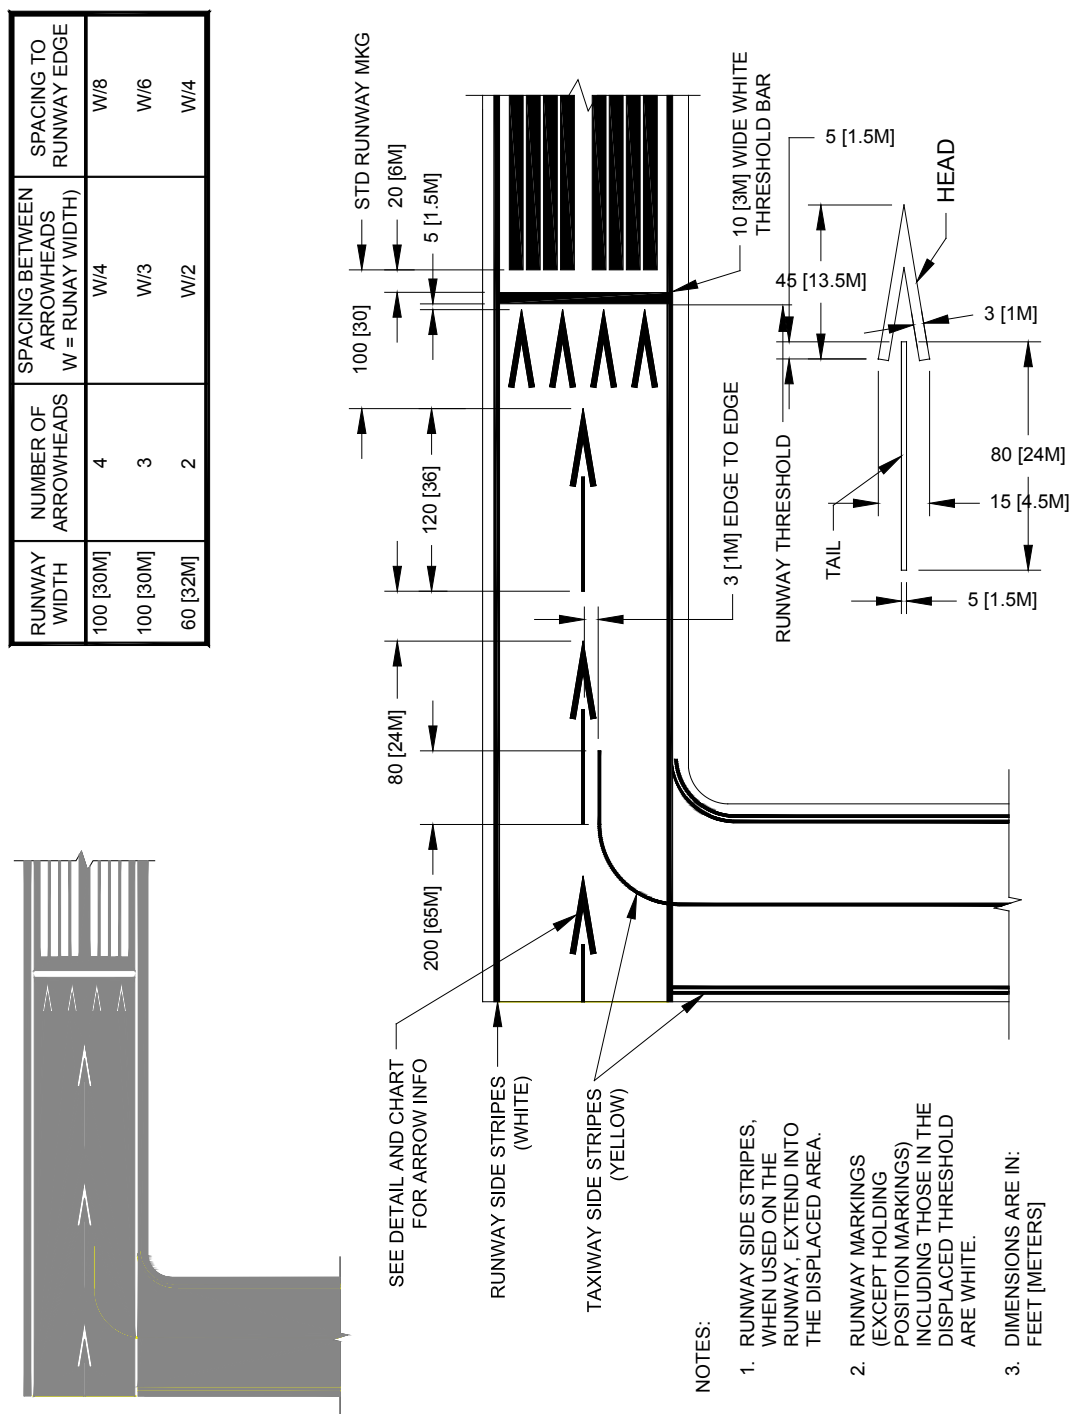 RUNWAY
WIDTH
NUMBER OF
ARROWHEADS
SPACING BETWEEN
ARROWHEADS
W = RUNAY WIDTH)
SPACING TO
RUNWAY EDGE
100 [30M]
4
W/4
W/8
100 [30M]
3
W/3
W/6
60 [32M]
2
W/2
W/4
STD RUNWAY MKG
20 [6M]
5 [1.5M]
100 [30]
120 [36]
80 [24M]
200 [65M]
SEE DETAIL AND CHART
FOR ARROW INFO
RUNWAY SIDE STRIPES
(WHITE)
TAXIWAY SIDE STRIPES
(YELLOW)
3 [1M] EDGE TO EDGE
10 [3M] WIDE WHITE
THRESHOLD BAR
RUNWAY THRESHOLD
TAIL
HEAD
5 [1.5M]
45 [13.5M]
3 [1M]
80 [24M]
15 [4.5M]
5 [1.5M]
NOTES:
1. RUNWAY SIDE STRIPES,
WHEN USED ON THE
RUNWAY, EXTEND INTO
THE DISPLACED AREA.
2. RUNWAY MARKINGS
(EXCEPT HOLDING
POSITION MARKINGS)
INCLUDING THOSE IN THE
DISPLACED THRESHOLD
ARE WHITE.
3. DIMENSIONS ARE IN:
FEET [METERS]